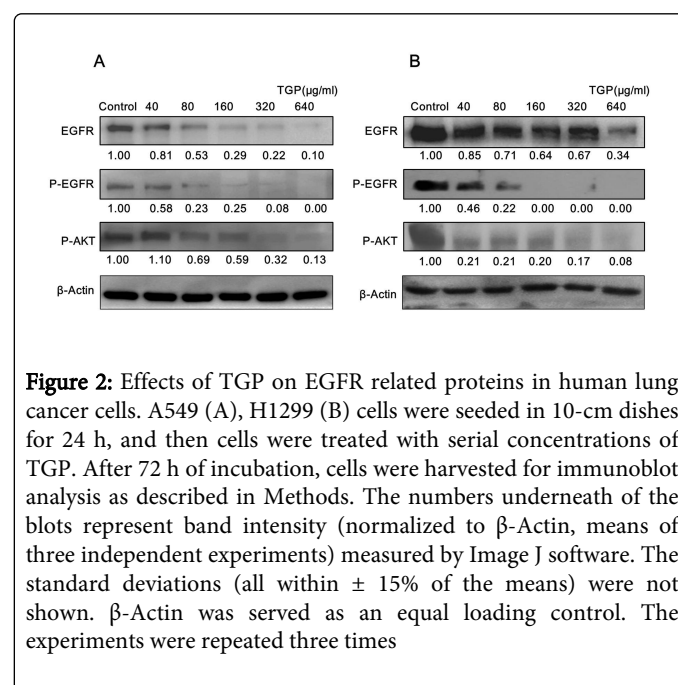 A B
TGP(μg/ml) TGP(μg/ml)
Control 40 80 160 320 640 Control 40 80 160 320 640
EGFR EGFR
1.00 0.81 0.53 0.29 0.22 0.10 1.00 0.85 0.71 0.64 0.67 0.34
P-EGFR P-EGFR
1.00 0.58 0.23 0.25 0.08 0.00 1.00 0.46 0.22 0.00 0.00 0.00
P-AKT P-AKT
1.00 1.10 0.69 0.59 0.32 0.13 1.00 0.21 0.21 0.20 0.17 0.08
β-Actin β-Actin
Figure 2: Effects of TGP on EGFR related proteins in human lung
cancer cells. A549 (A), H1299 (B) cells were seeded in 10-cm dishes
for 24 h, and then cells were treated with serial concentrations of
TGP. After 72 h of incubation, cells were harvested for immunoblot
analysis as described in Methods. The numbers underneath of the
blots represent band intensity (normalized to β-Actin, means of
three independent experiments) measured by Image J software. The
standard deviations (all within ± 15% of the means) were not
shown. β-Actin was served as an equal loading control. The
experiments were repeated three times